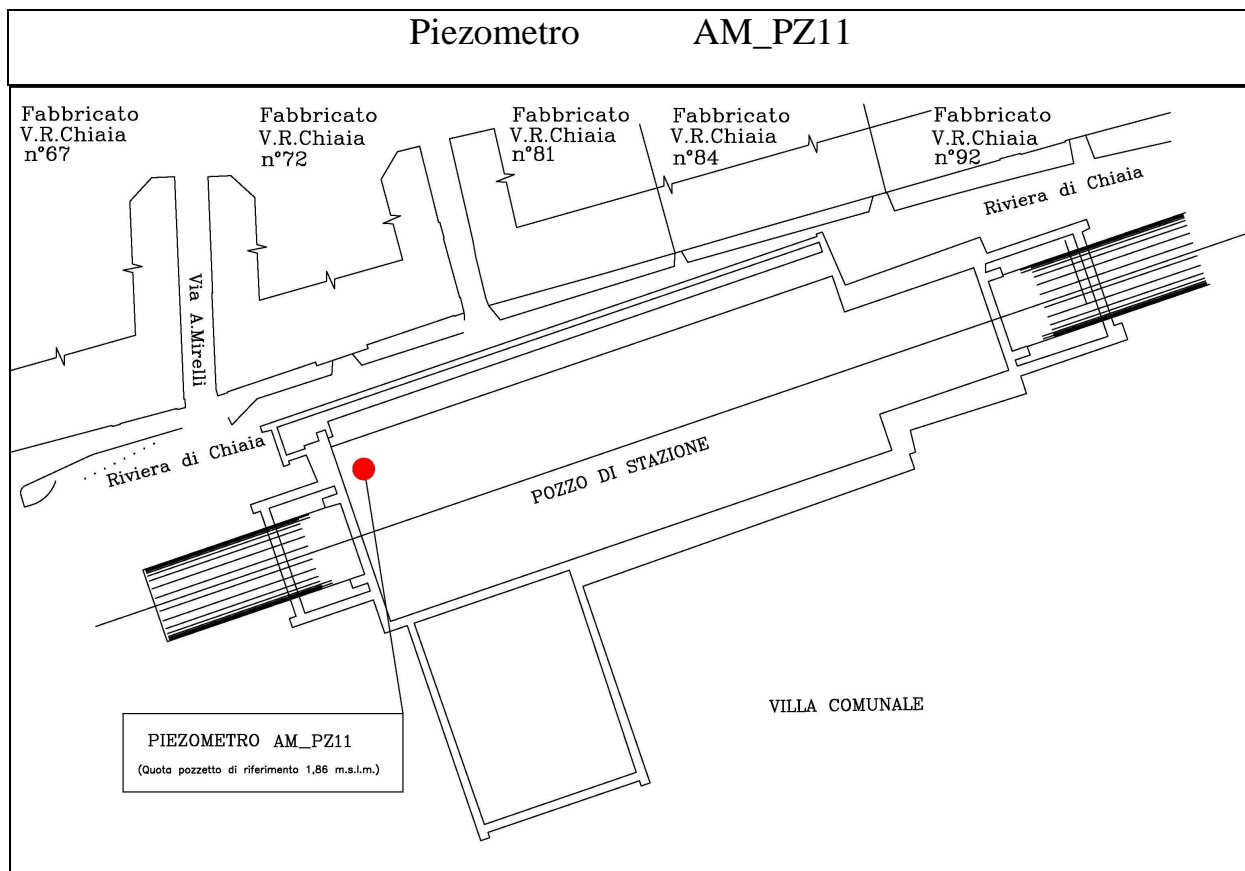 Piezometro AM_PZ11
Fabbricato
V.R.Chiaia
n°67
Fabbricato
V.R.Chiaia
n°72
Fabbricato
V.R.Chiaia
n°81
Fabbricato
V.R.Chiaia
n°84
Fabbricato
V.R.Chiaia
n°92
Riviera di Chiaia
Via A.Mirelli
Riviera di Chiaia
POZZO DI STAZIONE
VILLA COMUNALE
PIEZOMETRO AM_PZ11
(Quota pozzetto di riferimento 1,86 m.s.l.m.)